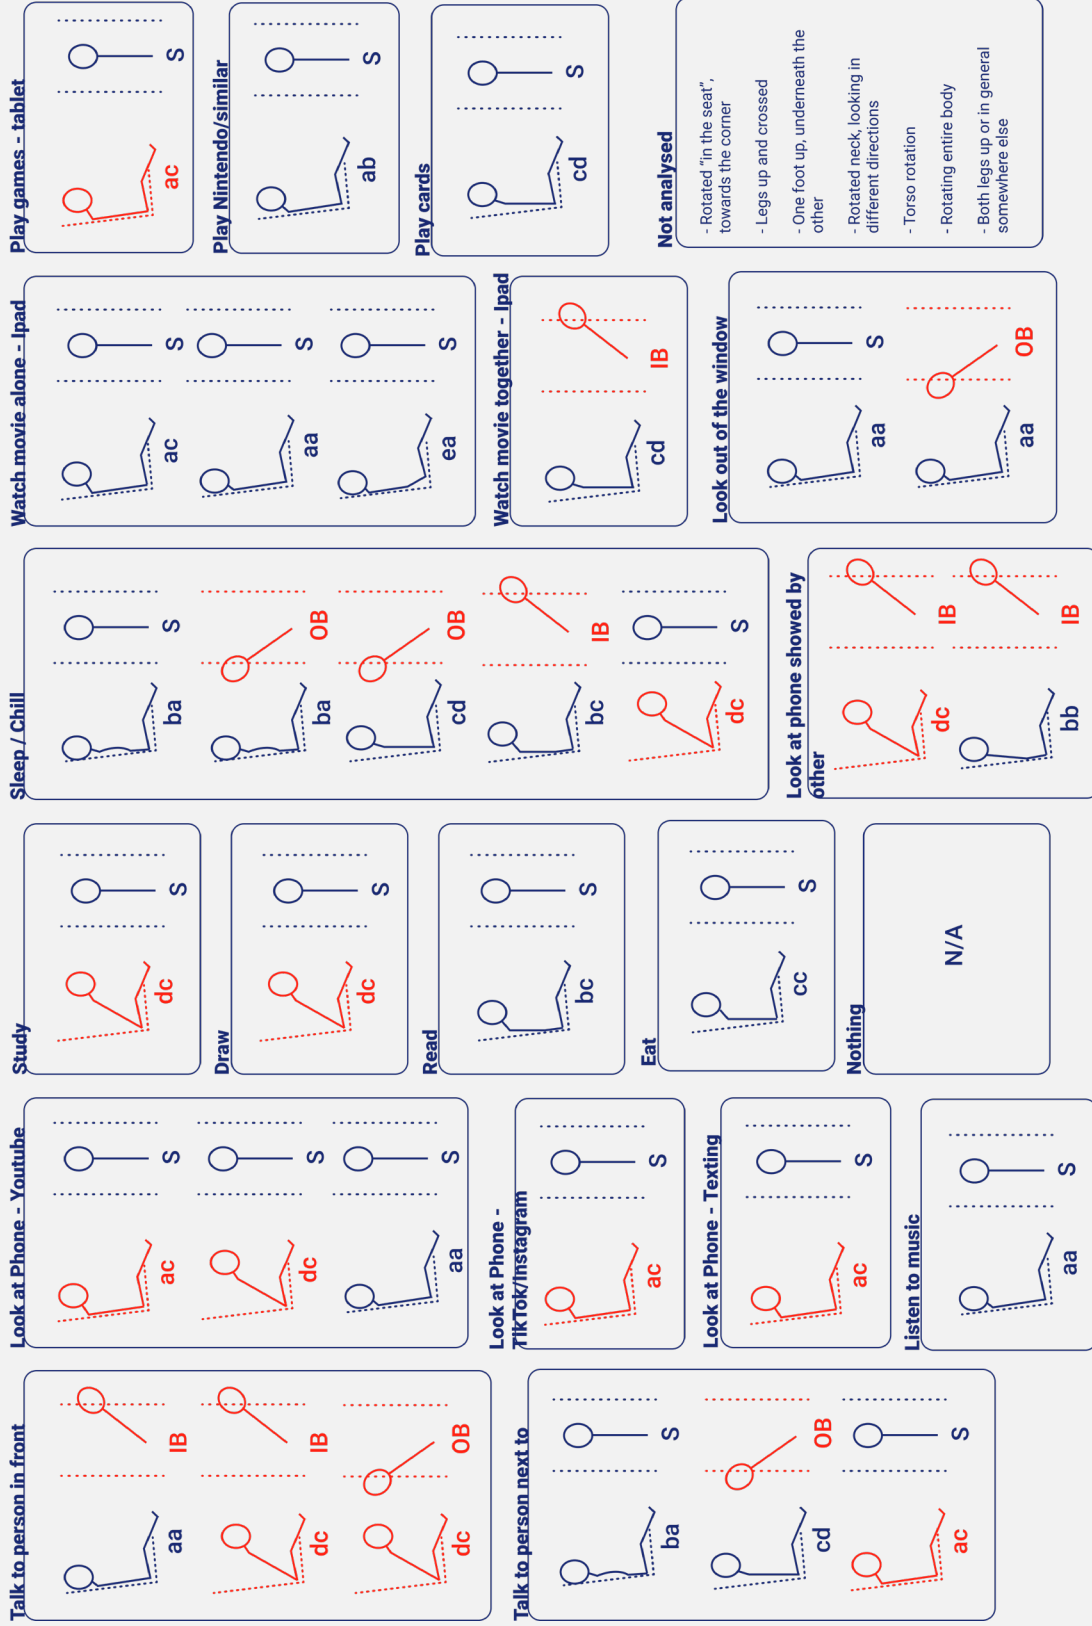 Talk to person in front
aa
IB
dc
IB
dc
OB
Talk to person next to
ba
S
cd
OB
ac
S
Look at Phone - Youtube
ac
S
dc
S
aa
S
Look at Phone -
TikTok/Instagram
ac
S
Look at Phone - Texting
ac
S
Listen to music
aa
S
Study
dc
S
Draw
dc
S
Read
bc
S
Eat
cc
S
Nothing
N/A
Sleep / Chill
ba
S
ba
OB
cd
OB
bc
IB
dc
S
Look at phone showed by
other
dc
IB
bb
IB
Watch movie alone - Ipad
ac
S
aa
S
ea
S
Watch movie together - Ipad
cd
IB
Look out of the window
aa
S
aa
OB
Play games - tablet
ac
S
Play Nintendo/similar
ab
S
Play cards
cd
S
Not analysed
- Rotated “in the seat”,
towards the corner
- Legs up and crossed
- One foot up, underneath the
other
- Rotated neck, looking in
different directions
- Torso rotation
- Rotating entire body
- Both legs up or in general
somewhere else